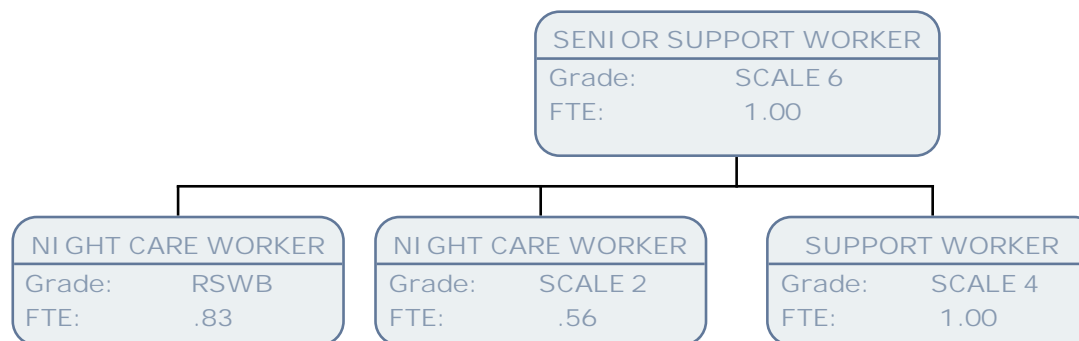 SENIOR SUPPORT WORKER
Grade: SCALE 6
FTE: 1.00
NIGHT CARE WORKER
Grade: RSWB
FTE: .83
NIGHT CARE WORKER
Grade: SCALE 2
FTE: .56
SUPPORT WORKER
Grade: SCALE 4
FTE: 1.00